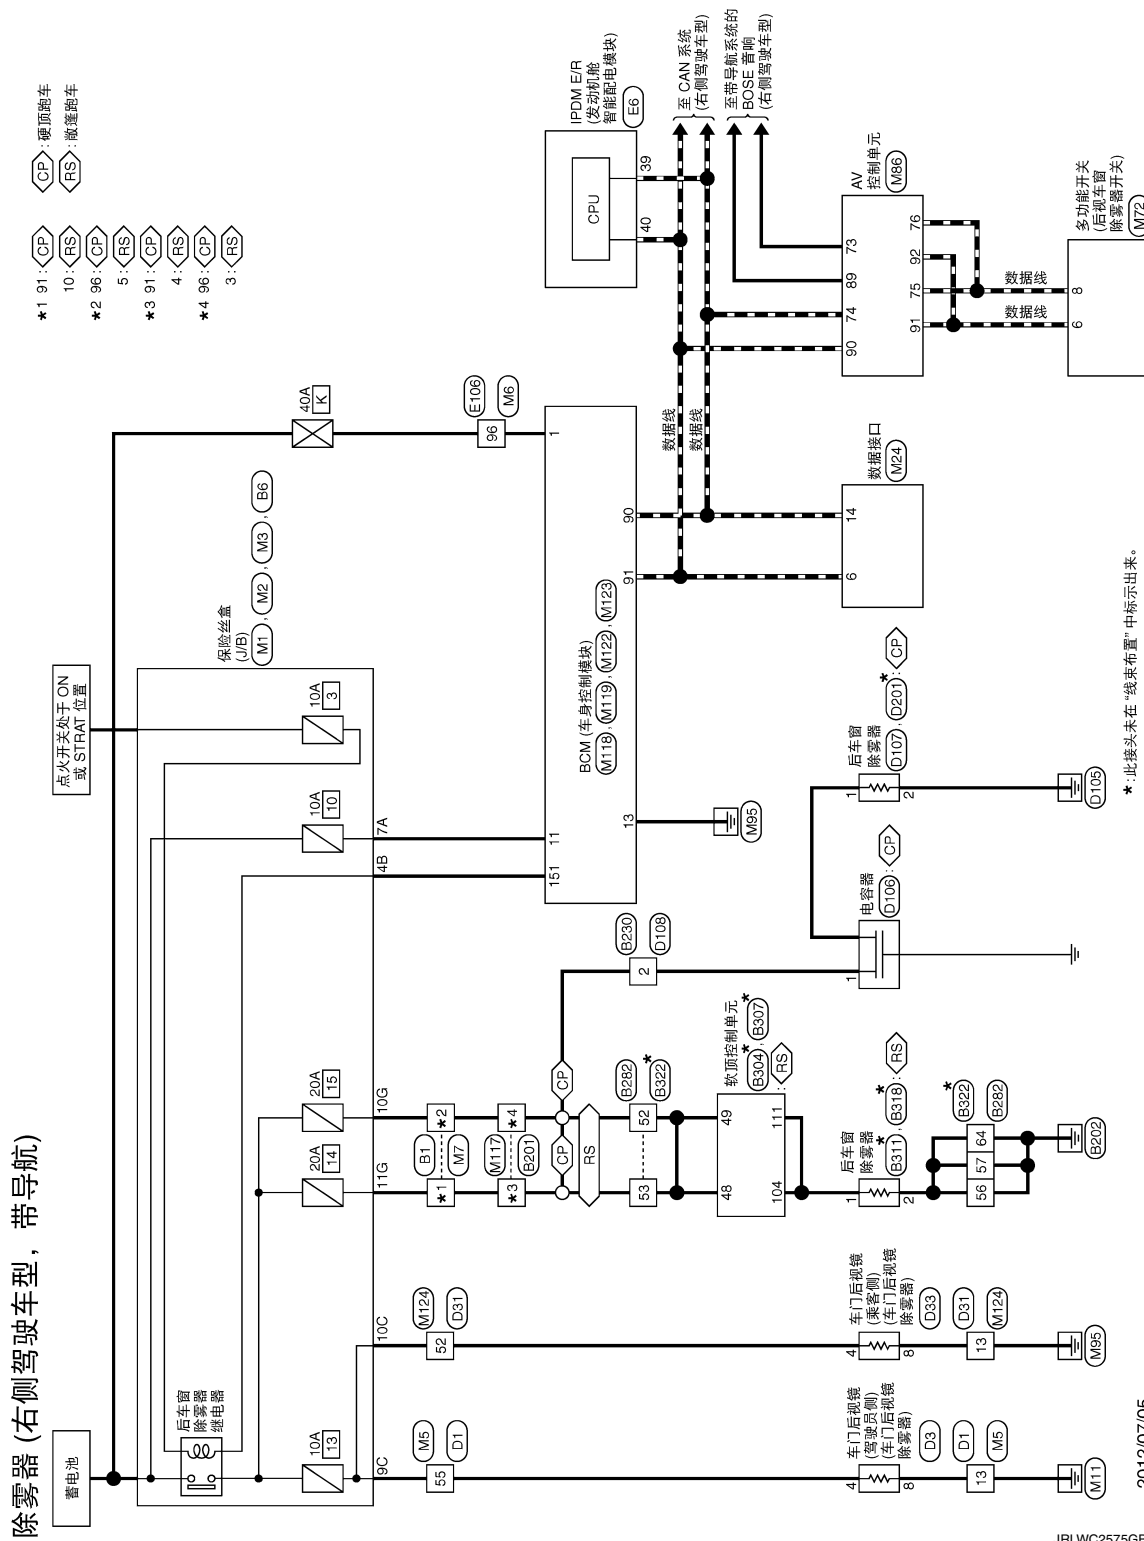 除雾器 (右侧驾驶车型，带导航)
蓄电池
点火开关处于 ON
或 STRAT 位置
★1 91: CP
10: RS
★2 96: CP
5: RS
★3 91: CP
4: RS
★4 96: CP
3: RS
CP : 硬顶跑车
RS : 敞篷跑车
后车窗
除雾器
继电器
保险丝盒
(J/B)
M1 , M2 , M3 , B6
10A
13
20A
14
20A
15
10A
10
10A
3
40A
K
9C
10C
11G
10G
4B
7A
E106
96
M6
M5
55
D1
M124
52
D31
B1
★1
★2
M7
M117
★3
★4
B201
CP
CP
RS
B282
53
52
★
B322
B230
2
D108
BCM (车身控制模块)
M118 , M119 , M122 , M123
151
11
1
13
91
90
M95
IPDM E/R
(发动机舱
智能配电模块)
E6
CPU
40
39
至 CAN 系统
(右侧驾驶车型)
至带导航系统的
BOSE 音响
(右侧驾驶车型)
数据线
数据线
软顶控制单元
★ ★
B304 , B307
: RS
48
49
104
111
数据接口
M24
6
14
AV
控制单元
M86
90
74
89
73
91
75
92
76
数据线
数据线
多功能开关
(后视车窗
除雾器开关)
M72
6
8
车门后视镜
(驾驶员侧)
(车门后视镜
除雾器)
D3
4
8
D1
13
M5
M11
车门后视镜
(乘客侧)
(车门后视镜
除雾器)
D33
4
8
D31
13
M124
M95
后车窗
除雾器
★ ★
B311 , B318 : RS
1
2
★
B322
56
57
64
B282
B202
电容器
D106 : CP
1
后车窗
除雾器
★
D107 , D201 : CP
1
2
D105
★: 此接头未在 “线束布置” 中标示出来。